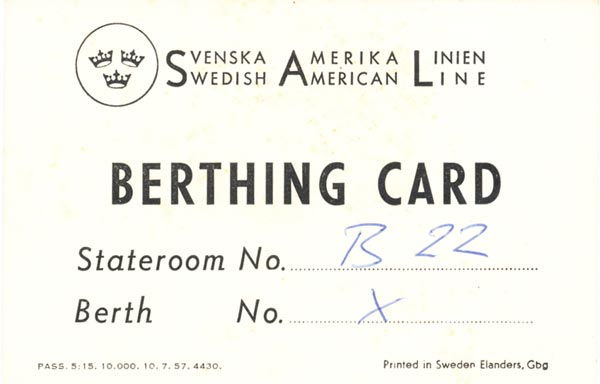 SVENSKA AMERIKA LINIEN
SWEDISH AMERICAN LINE
BERTHING CARD
Stateroom No. B 22
Berth No. X
PASS. 5:15. 10.000. 10. 7. 57. 4430.
Printed in Sweden Elanders, Gbg